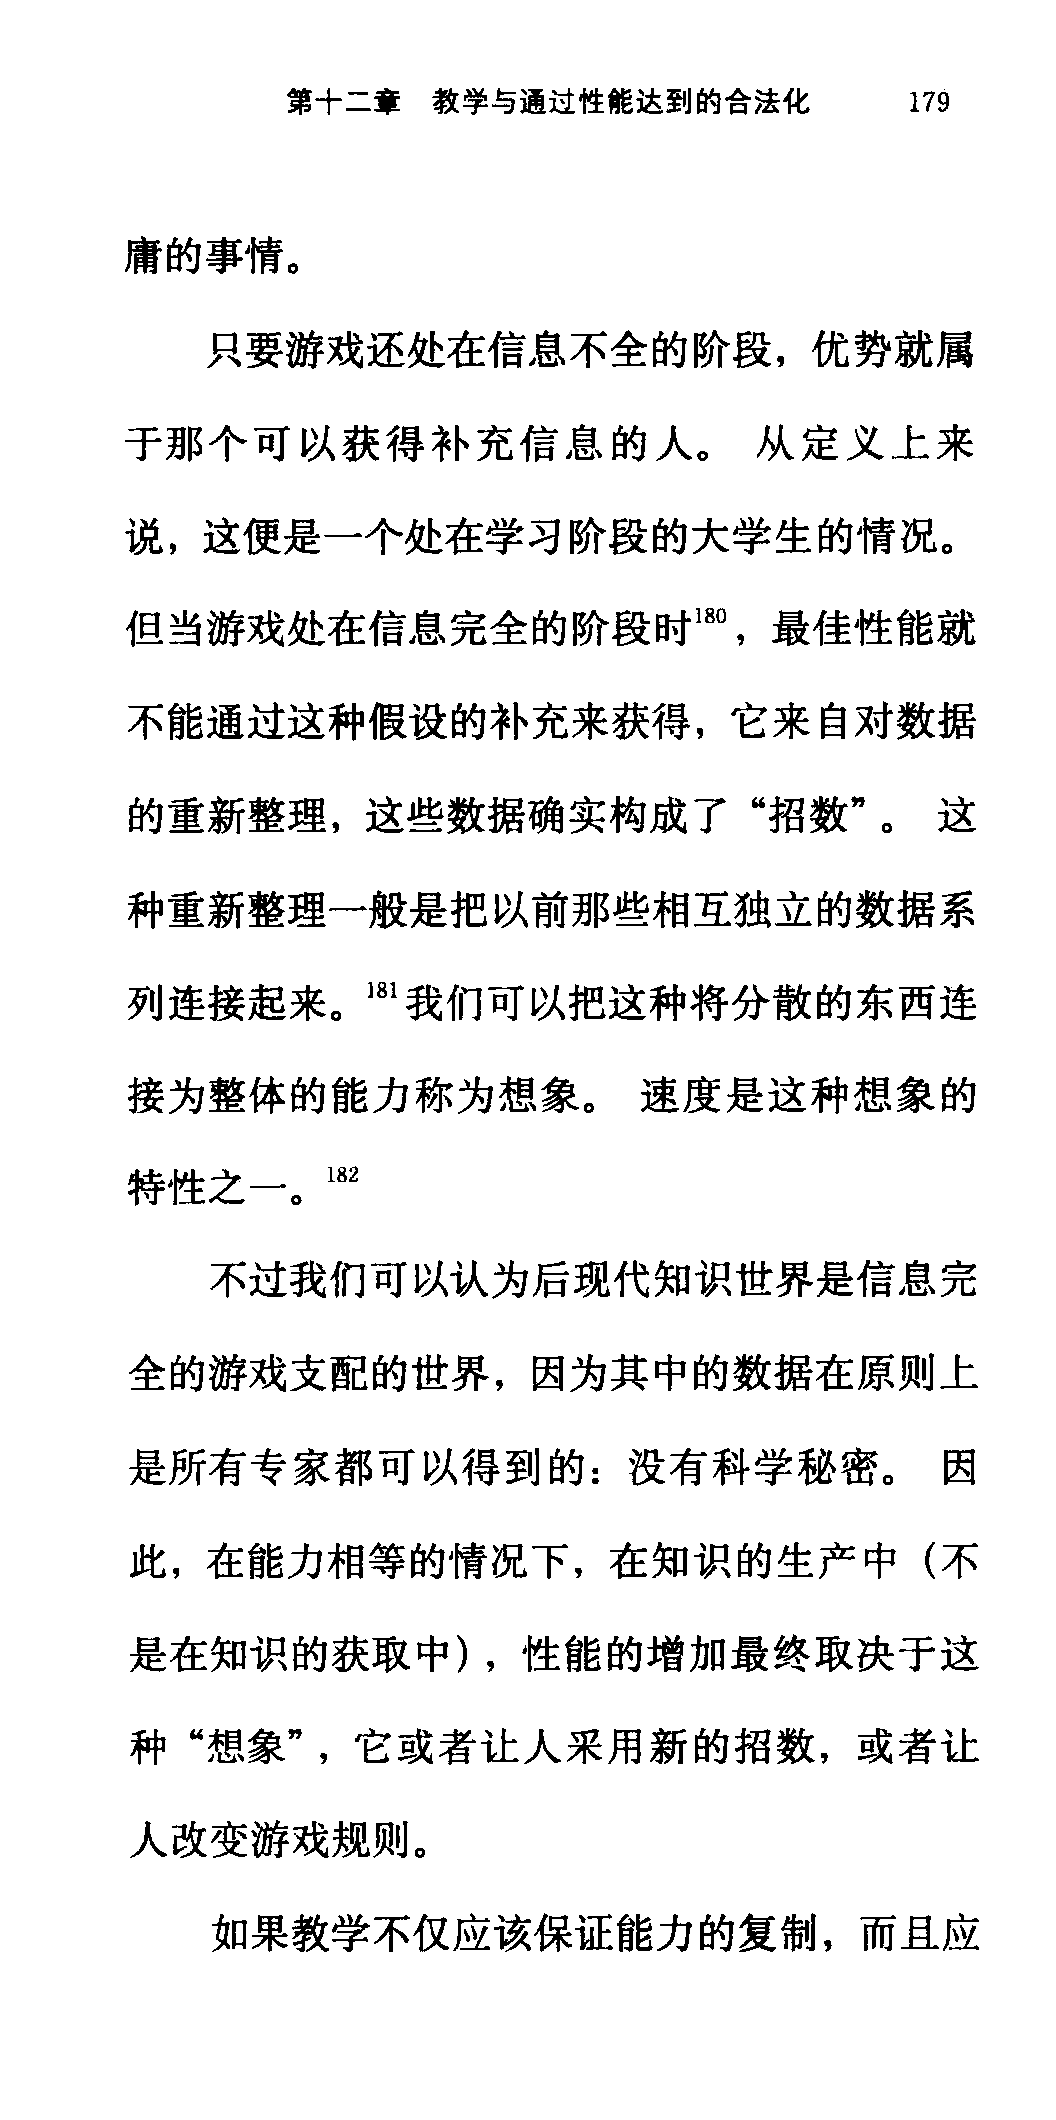 第十二章 教学与通过性能达到的合法化 179
庸的事情。
只要游戏还处在信息不全的阶段，优势就属
于那个可以获得补充信息的人。 从定义上来
说，这便是一个处在学习阶段的大学生的情况。
但当游戏处在信息完全的阶段时180，最佳性能就
不能通过这种假设的补充来获得，它来自对数据
的重新整理，这些数据确实构成了“招数”。 这
种重新整理一般是把以前那些相互独立的数据系
列连接起来。181我们可以把这种将分散的东西连
接为整体的能力称为想象。 速度是这种想象的
特性之一。182
不过我们可以认为后现代知识世界是信息完
全的游戏支配的世界，因为其中的数据在原则上
是所有专家都可以得到的：没有科学秘密。 因
此，在能力相等的情况下，在知识的生产中（不
是在知识的获取中），性能的增加最终取决于这
种“想象”，它或者让人采用新的招数，或者让
人改变游戏规则。
如果教学不仅应该保证能力的复制，而且应